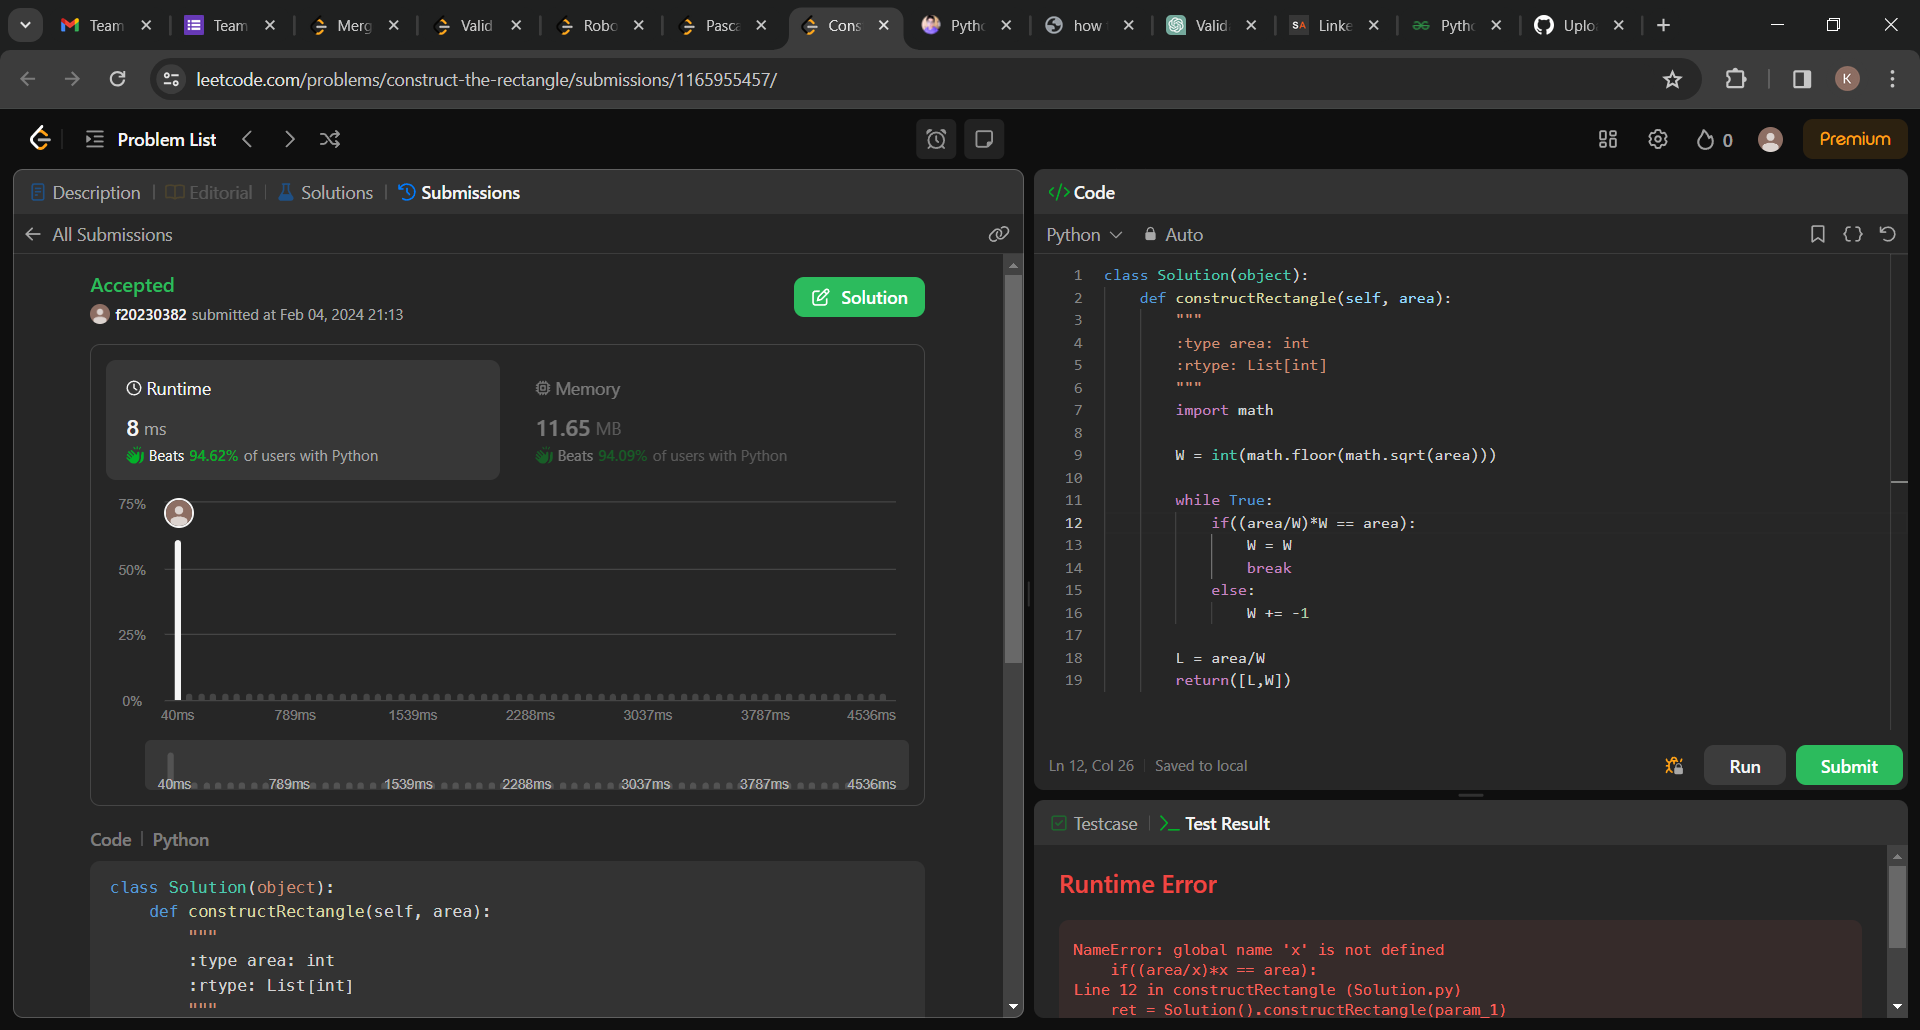 Team
Team
Merg
Valid
Robo
Pasca
Cons
Pytho
how
Valid
SA
Linke
Pytho
Uplo
leetcode.com/problems/construct-the-rectangle/submissions/1165955457/
K
Problem List
0
Premium
Description
Editorial
Solutions
Submissions
All Submissions
Accepted
f20230382 submitted at Feb 04, 2024 21:13
Solution
Runtime
8 ms
Beats 94.62% of users with Python
Memory
11.65 MB
Beats 94.09% of users with Python
75%
50%
25%
0%
40ms 789ms 1539ms 2288ms 3037ms 3787ms 4536ms
40ms 789ms 1539ms 2288ms 3037ms 3787ms 4536ms
Code | Python
class Solution(object):
def constructRectangle(self, area):
"""
:type area: int
:rtype: List[int]
"""
</> Code
Python
Auto
1 class Solution(object):
2 def constructRectangle(self, area):
3 """
4 :type area: int
5 :rtype: List[int]
6 """
7 import math
8
9 W = int(math.floor(math.sqrt(area)))
10
11 while True:
12 if((area/W)*W == area):
13 W = W
14 break
15 else:
16 W += -1
17
18 L = area/W
19 return([L,W])
Ln 12, Col 26 | Saved to local
Run
Submit
Testcase
Test Result
Runtime Error
NameError: global name 'x' is not defined
if((area/x)*x == area):
Line 12 in constructRectangle (Solution.py)
ret = Solution().constructRectangle(param_1)